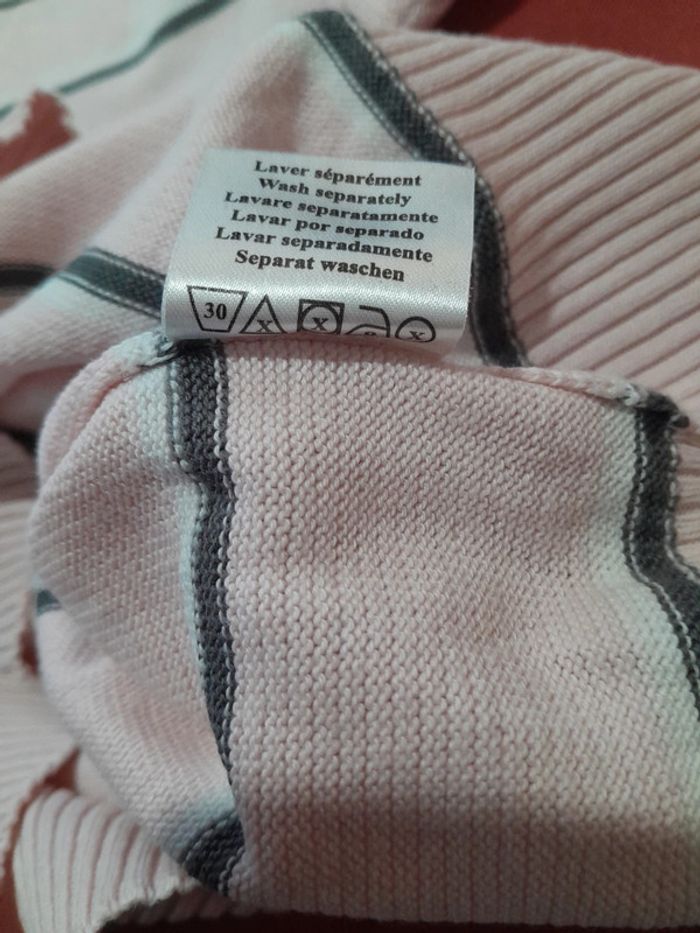 Laver séparément
Wash separately
Lavare separatamente
Lavar por separado
Lavar separadamente
Separat waschen
30